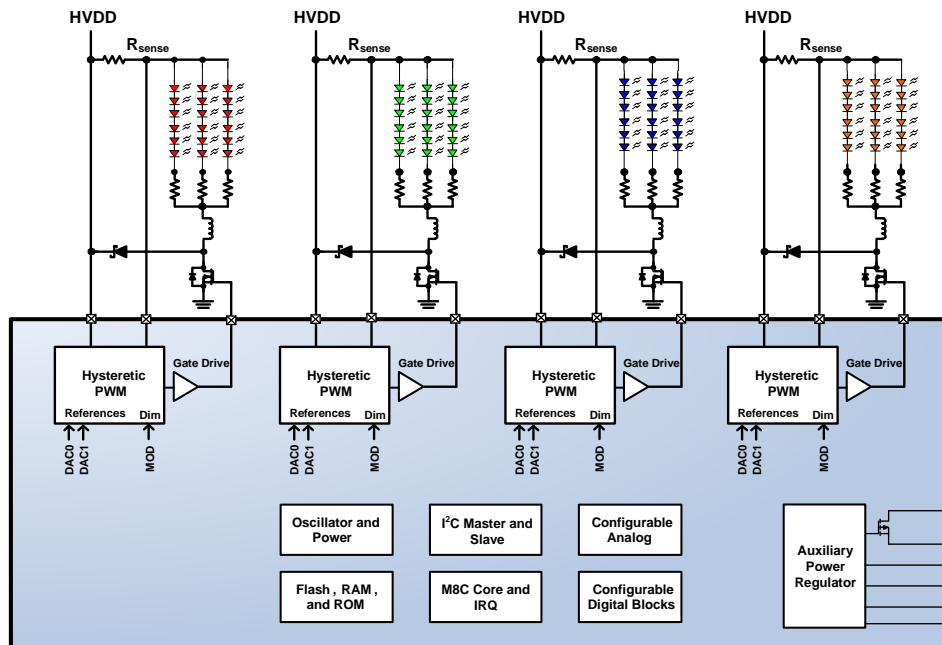 HVDD HVDD HVDD HVDD
Rsense Rsense Rsense Rsense
Gate Drive Gate Drive Gate Drive Gate Drive
Hysteretic Hysteretic Hysteretic Hysteretic
PWM PWM PWM PWM
References Dim References Dim References Dim References Dim
DAC0 DAC1 MOD DAC0 DAC1 MOD DAC0 DAC1 MOD DAC0 DAC1 MOD
Oscillator and
Power
I²C Master and
Slave
Configurable
Analog
Flash , RAM ,
and ROM
M8C Core and
IRQ
Configurable
Digital Blocks
Auxiliary
Power
Regulator